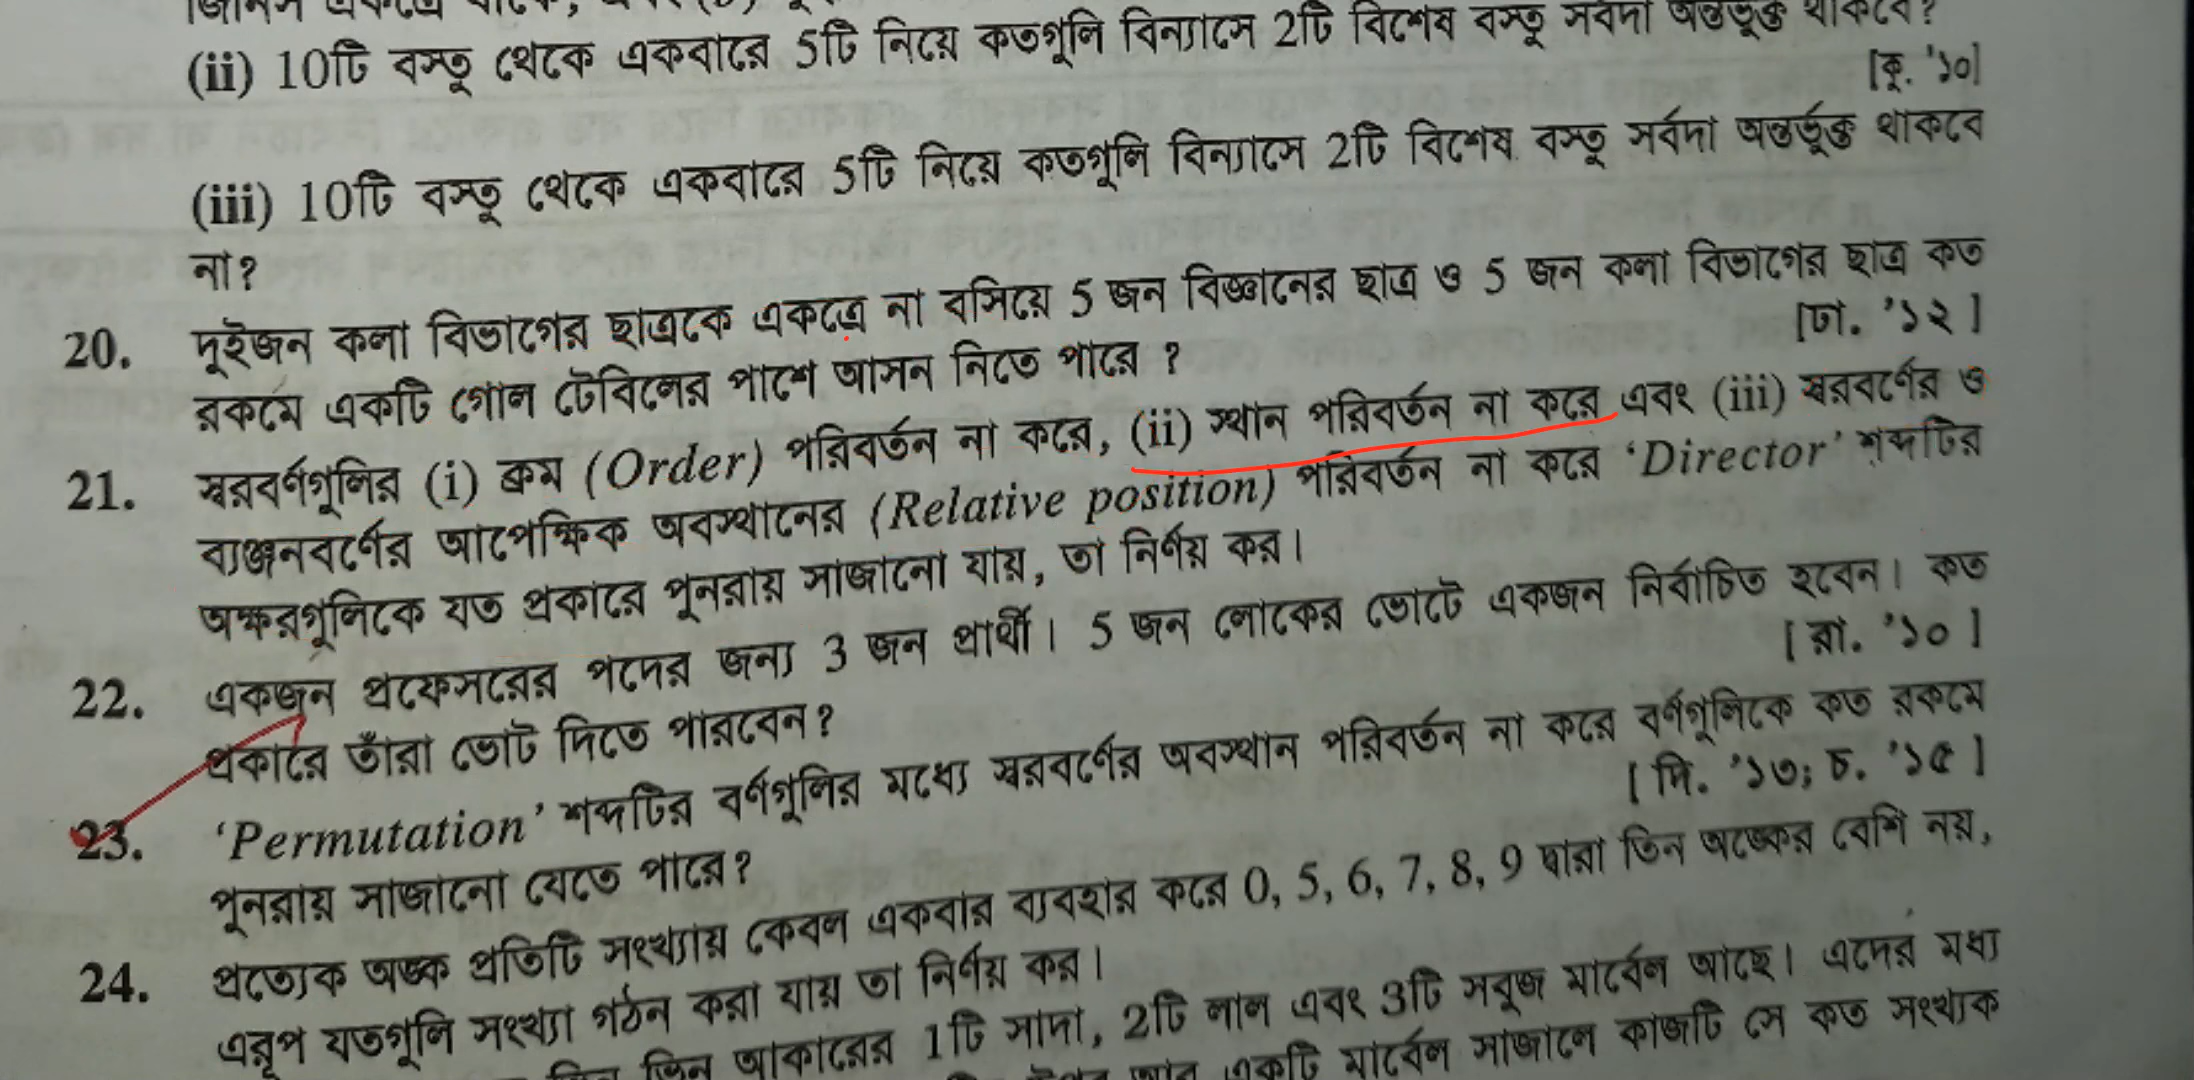 (ii) 10টি বস্তু থেকে একবারে 5টি নিয়ে কতগুলি বিন্যাসে 2টি বিশেষ বস্তু সর্বদা অন্তর্ভুক্ত থাকবে?
[কু. '১০]
(iii) 10টি বস্তু থেকে একবারে 5টি নিয়ে কতগুলি বিন্যাসে 2টি বিশেষ বস্তু সর্বদা অন্তর্ভুক্ত থাকবে
না?
20. দুইজন কলা বিভাগের ছাত্রকে একত্রে না বসিয়ে 5 জন বিজ্ঞানের ছাত্র ও 5 জন কলা বিভাগের ছাত্র কত
রকমে একটি গোল টেবিলের পাশে আসন নিতে পারে ? [ঢা. '১২ ]
21. স্বরবর্ণগুলির (i) ক্রম (Order) পরিবর্তন না করে, (ii) স্থান পরিবর্তন না করে এবং (iii) স্বরবর্ণের ও
ব্যঞ্জনবর্ণের আপেক্ষিক অবস্থানের (Relative position) পরিবর্তন না করে 'Director' শব্দটির
অক্ষরগুলিকে যত প্রকারে পুনরায় সাজানো যায়, তা নির্ণয় কর।
22. একজন প্রফেসরের পদের জন্য 3 জন প্রার্থী। 5 জন লোকের ভোটে একজন নির্বাচিত হবেন। কত
প্রকারে তাঁরা ভোট দিতে পারবেন? [ রা. '১০ ]
23. 'Permutation' শব্দটির বর্ণগুলির মধ্যে স্বরবর্ণের অবস্থান পরিবর্তন না করে বর্ণগুলিকে কত রকমে
পুনরায় সাজানো যেতে পারে? [ দি. '১৩; চ. '১৫ ]
24. প্রত্যেক অঙ্ক প্রতিটি সংখ্যায় কেবল একবার ব্যবহার করে 0, 5, 6, 7, 8, 9 দ্বারা তিন অঙ্কের বেশি নয়,
এরূপ যতগুলি সংখ্যা গঠন করা যায় তা নির্ণয় কর।
ভিন্ন আকারের 1টি সাদা, 2টি লাল এবং 3টি সবুজ মার্বেল আছে। এদের মধ্য
একটি মার্বেল সাজালে কাজটি সে কত সংখ্যক